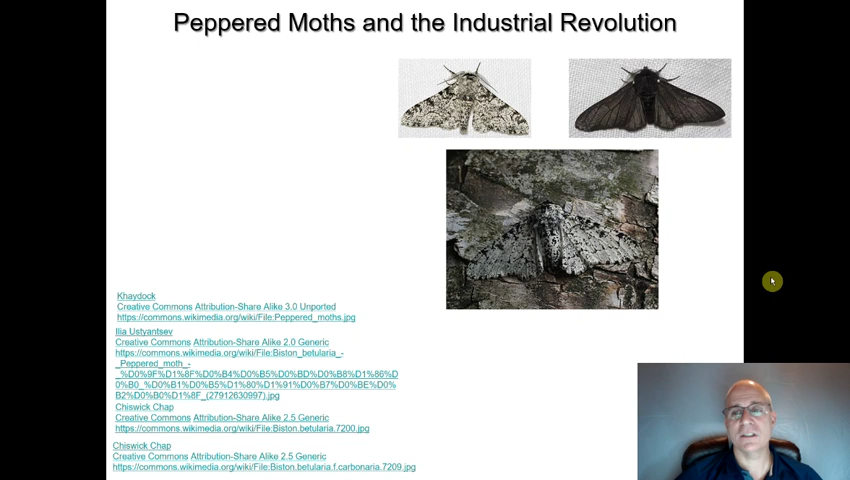 Peppered Moths and the Industrial Revolution
Khaydock
Creative Commons Attribution-Share Alike 3.0 Unported
https://commons.wikimedia.org/wiki/File:Peppered_moths.jpg
Ilia Ustyantsev
Creative Commons Attribution-Share Alike 2.0 Generic
https://commons.wikimedia.org/wiki/File:Biston_betularia_-
_Peppered_moth_-
_%D0%9F%D1%8F%D0%B4%D0%B5%D0%BD%D0%B8%D1%86%D
0%B0_%D0%B1%D0%B5%D1%80%D1%91%D0%B7%D0%BE%D0%
B2%D0%B0%D1%8F_(27912630997).jpg
Chiswick Chap
Creative Commons Attribution-Share Alike 2.5 Generic
https://commons.wikimedia.org/wiki/File:Biston.betularia.7200.jpg
Chiswick Chap
Creative Commons Attribution-Share Alike 2.5 Generic
https://commons.wikimedia.org/wiki/File:Biston.betularia.f.carbonaria.7209.jpg